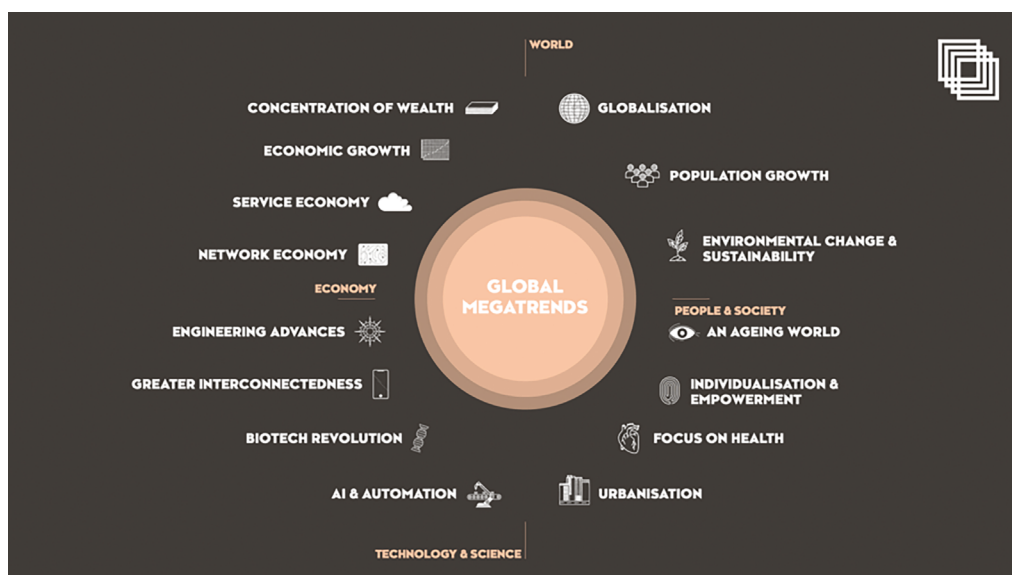 WORLD
CONCENTRATION OF WEALTH
GLOBALISATION
ECONOMIC GROWTH
POPULATION GROWTH
SERVICE ECONOMY
ENVIRONMENTAL CHANGE &
SUSTAINABILITY
NETWORK ECONOMY
ECONOMY
GLOBAL
MEGATRENDS
PEOPLE & SOCIETY
ENGINEERING ADVANCES
AN AGEING WORLD
GREATER INTERCONNECTEDNESS
INDIVIDUALISATION &
EMPOWERMENT
BIOTECH REVOLUTION
FOCUS ON HEALTH
AI & AUTOMATION
URBANISATION
TECHNOLOGY & SCIENCE